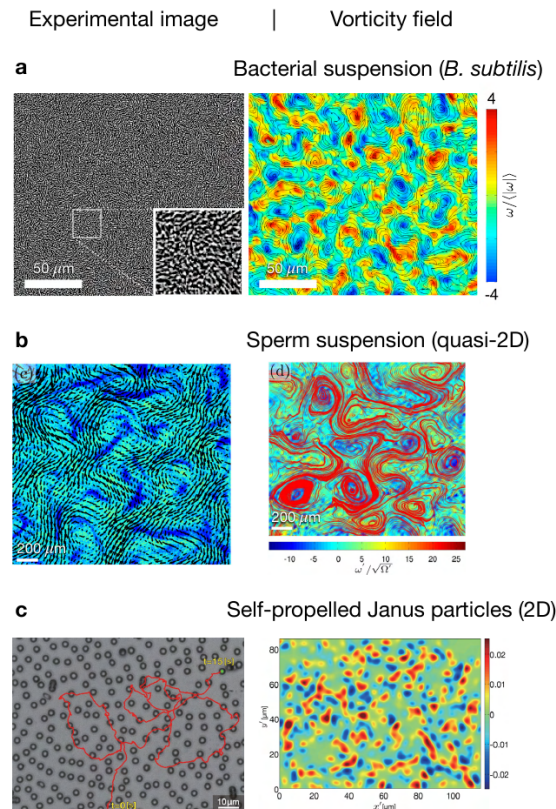 Experimental image | Vorticity field
a Bacterial suspension (B. subtilis)
4
50 μm
50 μm
ω/⟨|ω|⟩
-4
b Sperm suspension (quasi-2D)
(c) (d)
200 μm
200 μm
-10 -5 0 5 10 15 20 25
c Self-propelled Janus particles (2D)
80
60
40
20
0
0 20 40 60 80 100
x' [μm]
y' [μm]
0.02
0.01
0
-0.01
-0.02
10μm